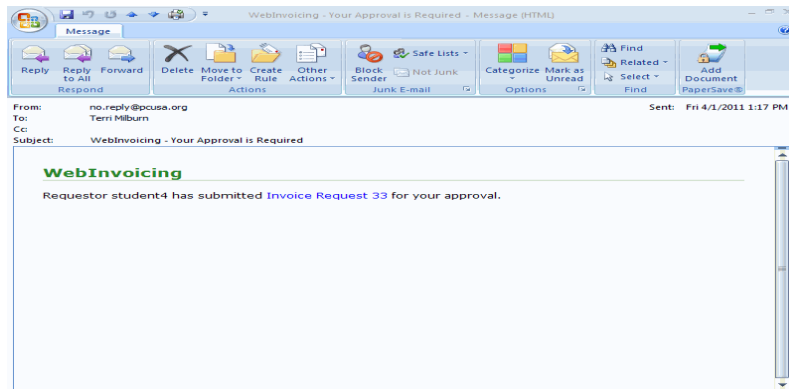 WebInvoicing - Your Approval is Required - Message (HTML)
Message
Reply Reply to All Forward Delete Move to Folder Create Rule Other Actions Block Sender Safe Lists Not Junk Categorize Mark as Unread Find Related Select Add Document
Respond Actions Junk E-mail Options Find PaperSave®
From: no.reply@pcusa.org Sent: Fri 4/1/2011 1:17 PM
To: Terri Milburn
Cc:
Subject: WebInvoicing - Your Approval is Required
WebInvoicing
Requestor student4 has submitted Invoice Request 33 for your approval.